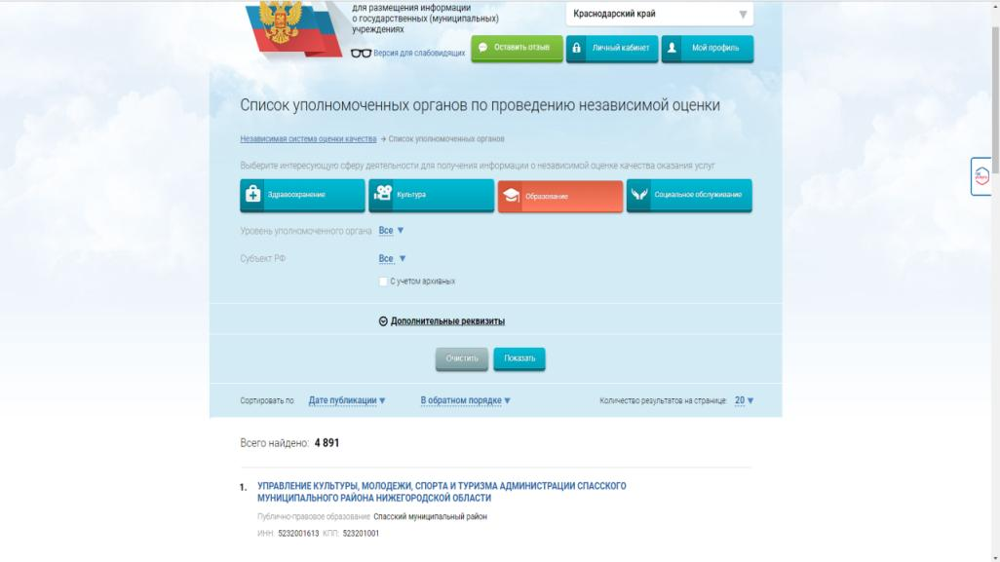 для размещения информации
о государственных (муниципальных)
учреждениях
Краснодарский край
Версия для слабовидящих
Оставить отзыв
Личный кабинет
Мой профиль
Список уполномоченных органов по проведению независимой оценки
Независимая система оценки качества → Список уполномоченных органов
Выберите интересующую сферу деятельности для получения информации о независимой оценке качества оказания услуг
Здравоохранение
Культура
Образование
Социальное обслуживание
Уровень уполномоченного органа Все
Субъект РФ Все
С учетом архивных
Дополнительные реквизиты
Очистить Показать
Сортировать по Дате публикации В обратном порядке Количество результатов на странице: 20
Всего найдено: 4 891
1. УПРАВЛЕНИЕ КУЛЬТУРЫ, МОЛОДЕЖИ, СПОРТА И ТУРИЗМА АДМИНИСТРАЦИИ СПАССКОГО
МУНИЦИПАЛЬНОГО РАЙОНА НИЖЕГОРОДСКОЙ ОБЛАСТИ
Публично-правовое образование Спасский муниципальный район
ИНН: 5232001613 КПП: 523201001